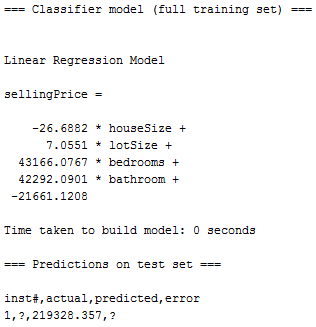 === Classifier model (full training set) ===
Linear Regression Model
sellingPrice =
-26.6882 * houseSize +
7.0551 * lotSize +
43166.0767 * bedrooms +
42292.0901 * bathroom +
-21661.1208
Time taken to build model: 0 seconds
=== Predictions on test set ===
inst#,actual,predicted,error
1,?,219328.357,?